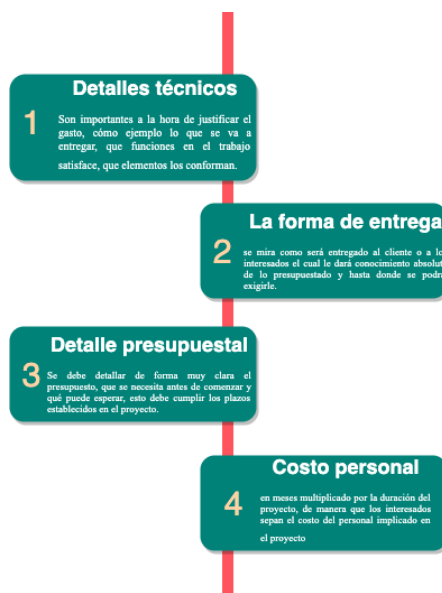 Detalles técnicos
1
Son importantes a la hora de justificar el
gasto, cómo ejemplo lo que se va a
entregar, que funciones en el trabajo
satisface, que elementos los conforman.
La forma de entrega
2
se mira como será entregado al cliente o a lo
interesados el cual le dará conocimiento absolut
de lo presupuestado y hasta donde se podr
exigirle.
Detalle presupuestal
3
Se debe detallar de forma muy clara el
presupuesto, que se necesita antes de comenzar y
qué puede esperar, esto debe cumplir los plazos
establecidos en el proyecto.
Costo personal
4
en meses multiplicado por la duración del
proyecto, de manera que los interesados
sepan el costo del personal implicado en
el proyecto